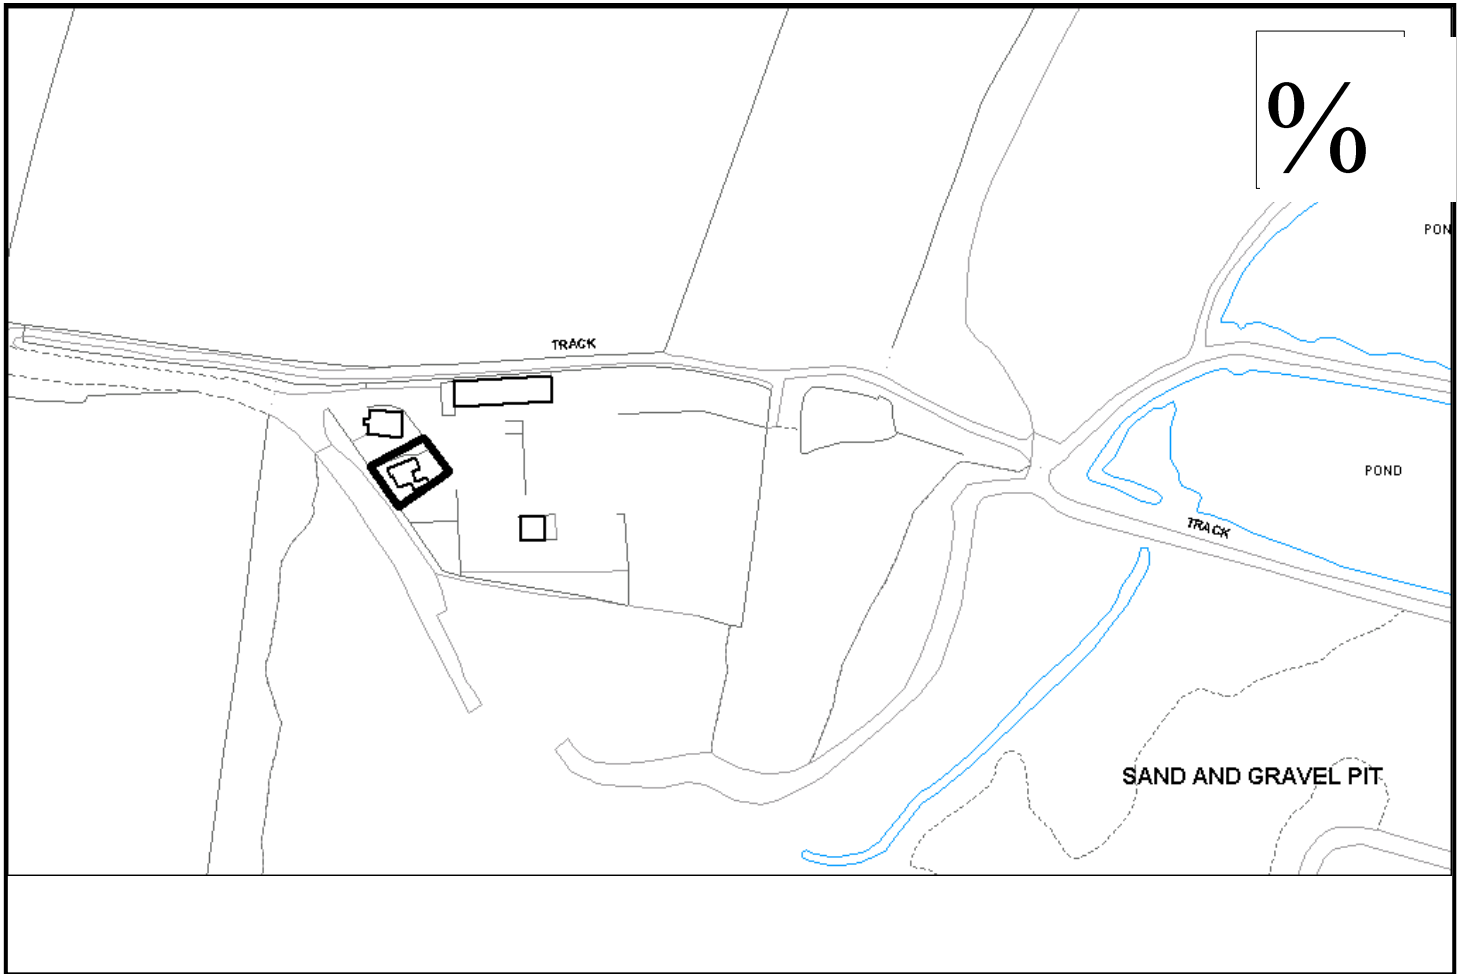 %
PON
TRACK
POND
TRACK
SAND AND GRAVEL PIT